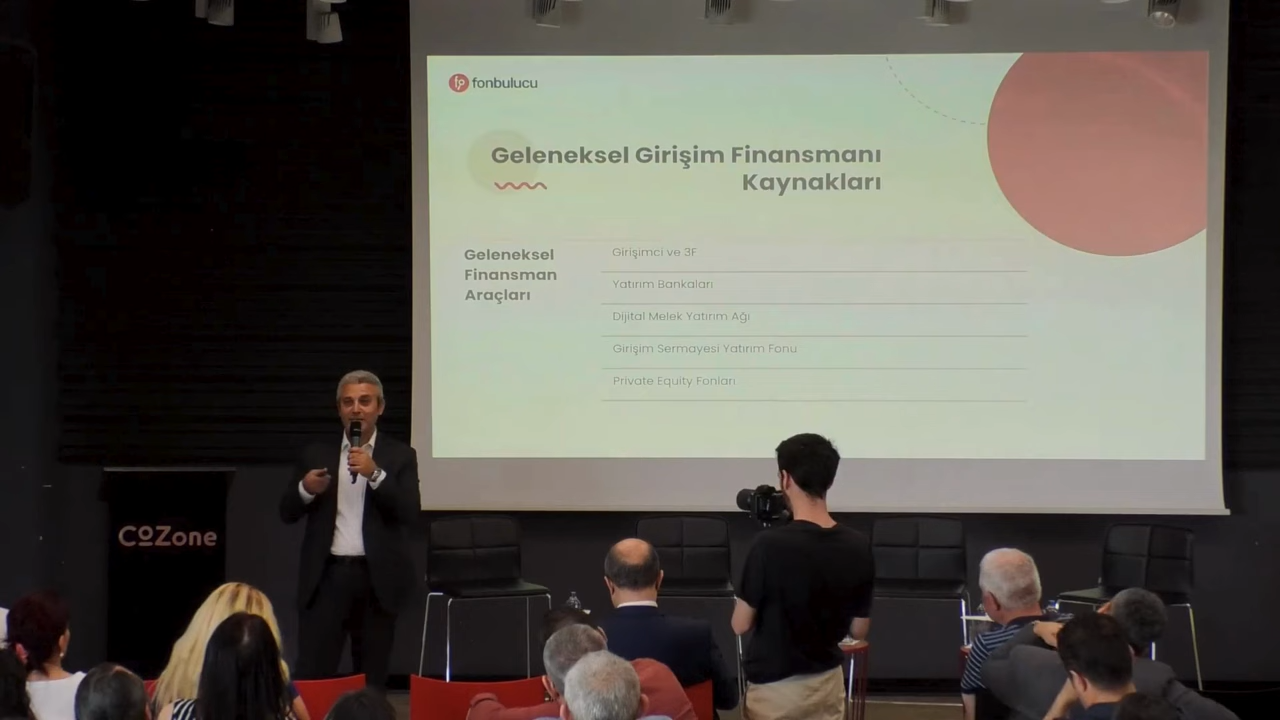 fonbulucu
Geleneksel Girişim Finansmanı
Kaynakları
Geleneksel
Finansman
Araçları
Girişimci ve 3F
Yatırım Bankaları
Dijital Melek Yatırım Ağı
Girişim Sermayesi Yatırım Fonu
Private Equity Fonları
CoZone